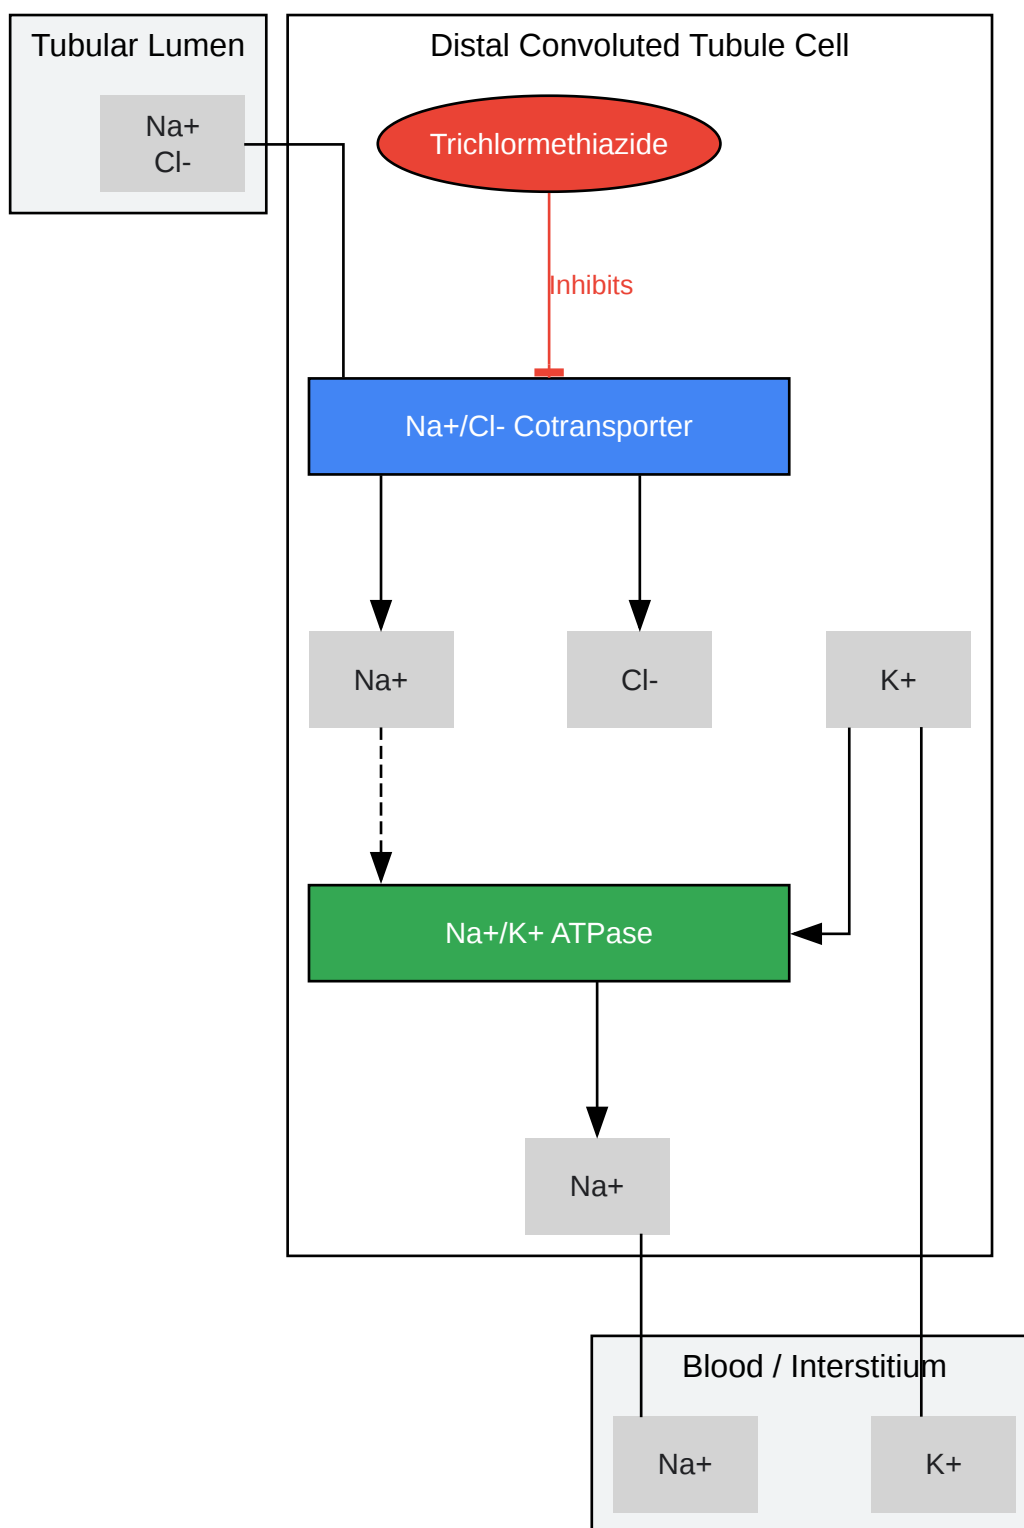 Tubular Lumen
Distal Convoluted Tubule Cell
Na+
Cl-
Trichlormethiazide
Inhibits
Na+/Cl- Cotransporter
Na+
Cl-
K+
Na+/K+ ATPase
Na+
Blood / Interstitium
Na+
K+